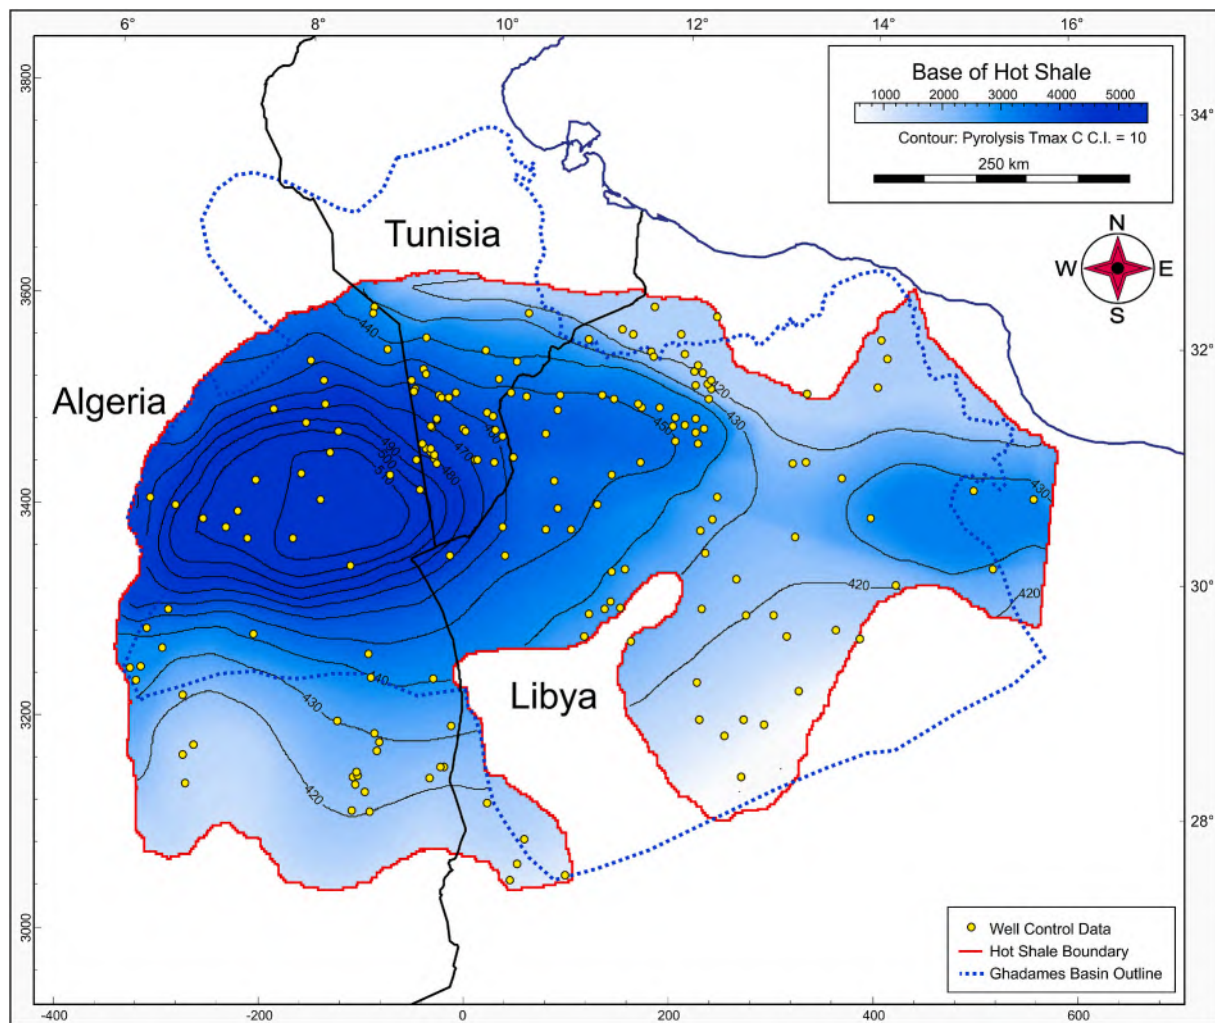 6° 8° 10° 12° 14° 16°
Base of Hot Shale
1000 2000 3000 4000 5000
Contour: Pyrolysis Tmax C C.I. = 10
250 km
3800
34°
Tunisia
N
W E
S
3600
440
32°
420
Algeria
430
450
490
500
460
470
480
3400
430
30°
420
440
Libya
430
3200
420
28°
3000
Well Control Data
Hot Shale Boundary
Ghadames Basin Outline
-400 -200 0 200 400 600